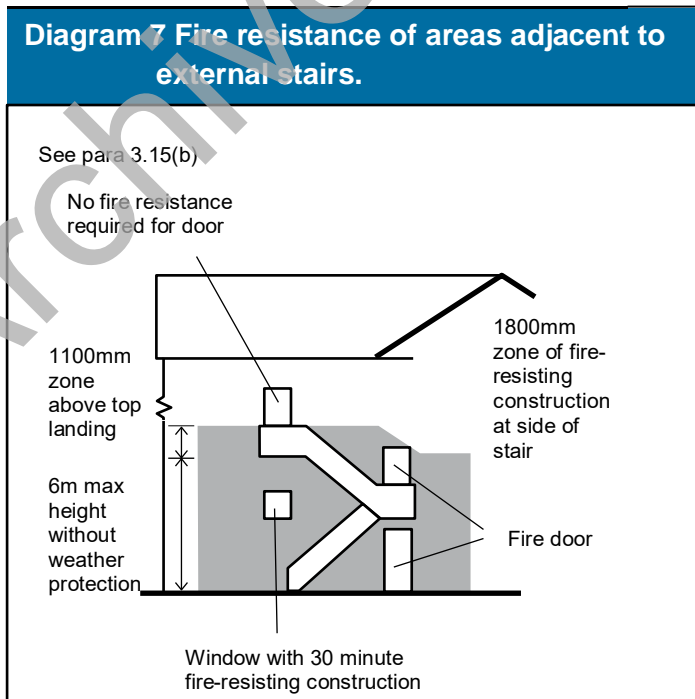 Diagram 7 Fire resistance of areas adjacent to
external stairs.
See para 3.15(b)
No fire resistance
required for door
1100mm
zone
above top
landing
6m max
height
without
weather
protection
1800mm
zone of fire-
resisting
construction
at side of
stair
Fire door
Window with 30 minute
fire-resisting construction